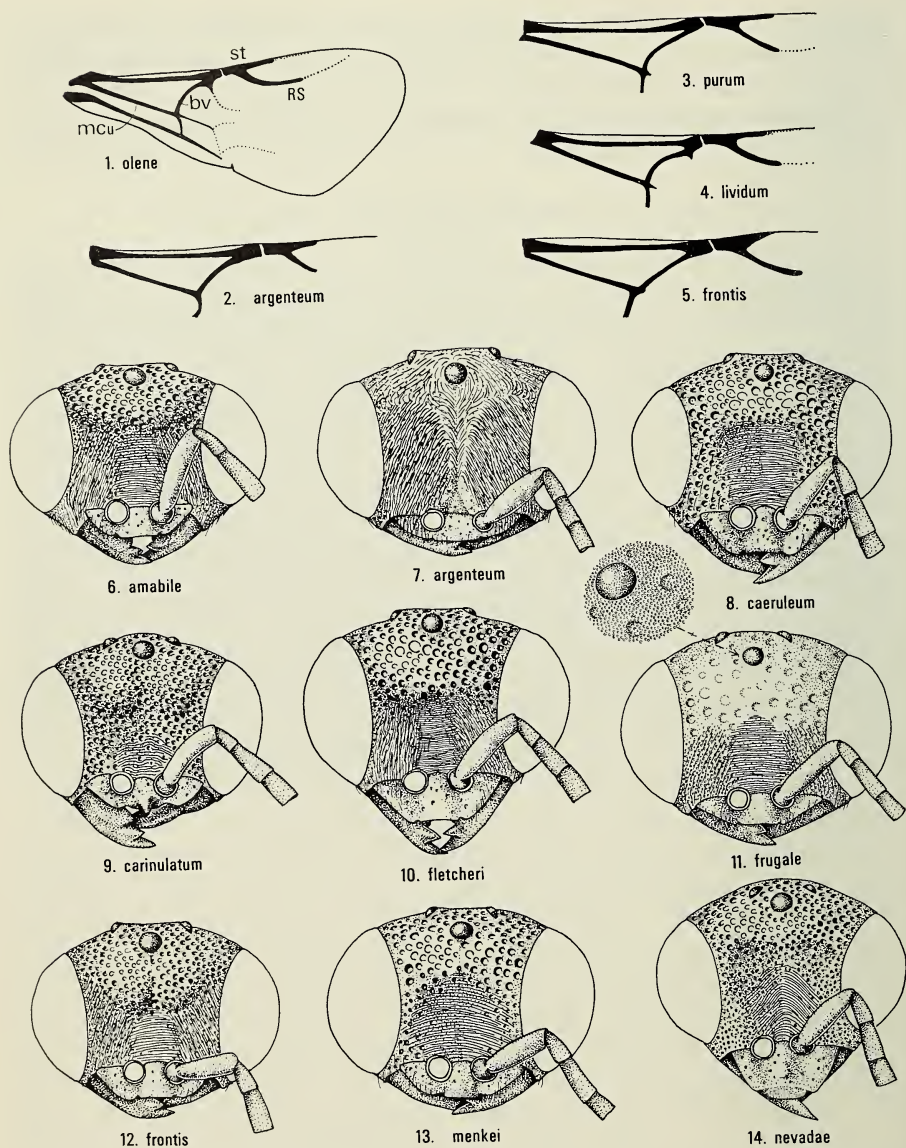 st
RS
bv
mcu
1. olene
3. purum
4. lividum
2. argenteum
5. frontis
6. amabile
7. argenteum
8. caeruleum
9. carinulatum
10. fletcheri
11. frugale
12. frontis
13. menkei
14. nevadae